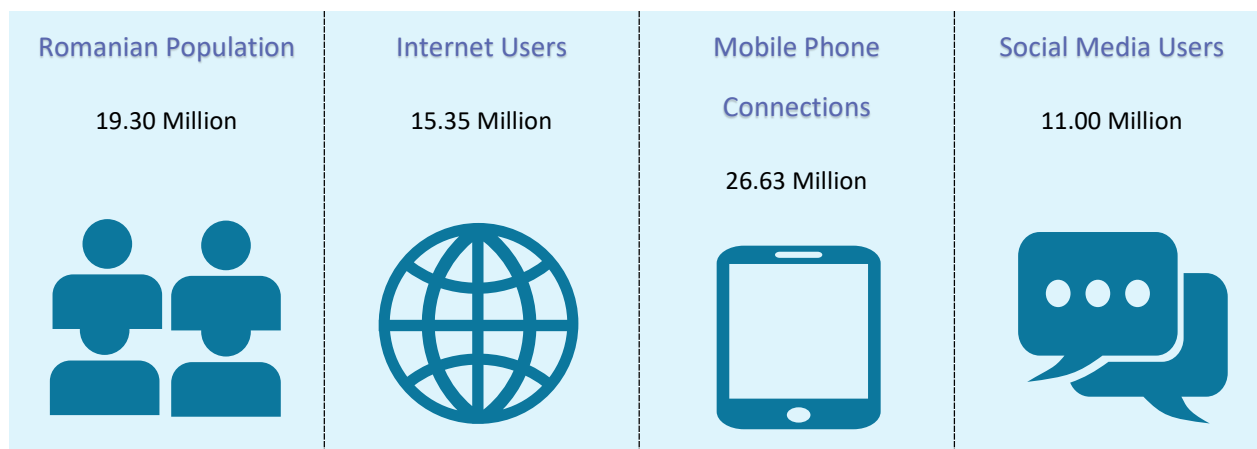 Romanian Population
19.30 Million
Internet Users
15.35 Million
Mobile Phone
Connections
26.63 Million
Social Media Users
11.00 Million